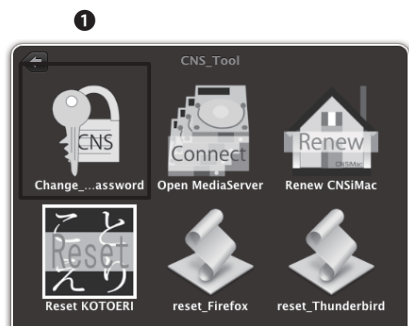 ❶
CNS_Tool
CNS
Connect
Renew
CNSiMac
Change_...assword Open MediaServer Renew CNSiMac
ことえり
Reset
Reset KOTOERI reset_Firefox reset_Thunderbird